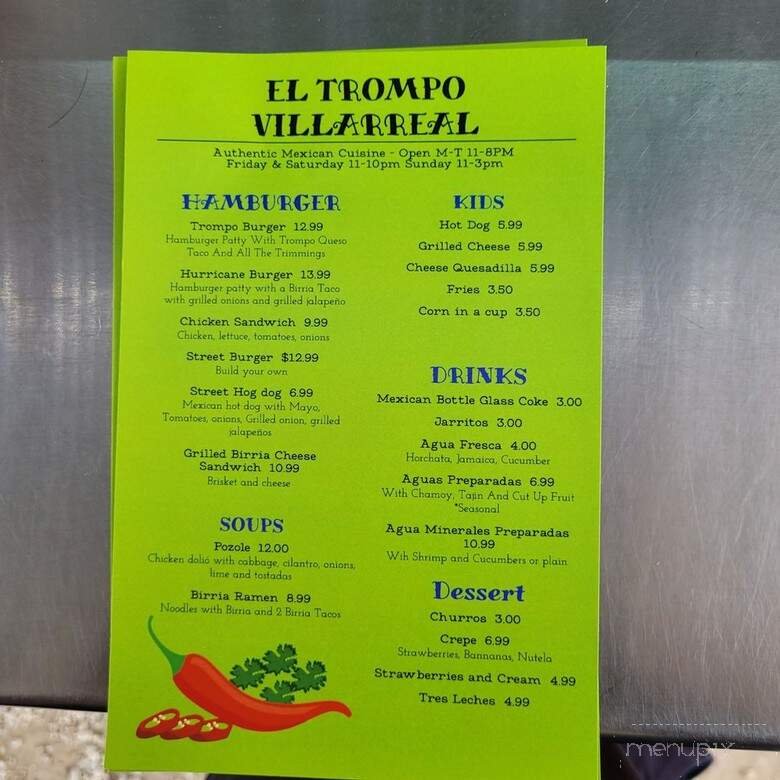 EL TROMPO
VILLARREAL
Authentic Mexican Cuisine - Open M-T 11-8PM
Friday & Saturday 11-10pm Sunday 11-3pm
HAMBURGER
Trompo Burger 12.99
Hamburger Patty With Trompo Queso
Taco And All The Trimmings
Hurricane Burger 13.99
Hamburger patty with a Birria Taco
with grilled onions and grilled jalapeño
Chicken Sandwich 9.99
Chicken, lettuce, tomatoes, onions
Street Burger $12.99
Build your own
Street Hog dog 6.99
Mexican hot dog with Mayo,
Tomatoes, onions, Grilled onion, grilled
jalapeños
Grilled Birria Cheese
Sandwich 10.99
Brisket and cheese
SOUPS
Pozole 12.00
Chicken dolió with cabbage, cilantro, onions,
lime and tostadas
Birria Ramen 8.99
Noodles with Birria and 2 Birria Tacos
KIDS
Hot Dog 5.99
Grilled Cheese 5.99
Cheese Quesadilla 5.99
Fries 3.50
Corn in a cup 3.50
DRINKS
Mexican Bottle Glass Coke 3.00
Jarritos 3.00
Agua Fresca 4.00
Horchata, Jamaica, Cucumber
Aguas Preparadas 6.99
With Chamoy, Tajin And Cut Up Fruit
*Seasonal
Agua Minerales Preparadas
10.99
Wih Shrimp and Cucumbers or plain
Dessert
Churros 3.00
Crepe 6.99
Strawberries, Bannanas, Nutela
Strawberries and Cream 4.99
Tres Leches 4.99
menupix